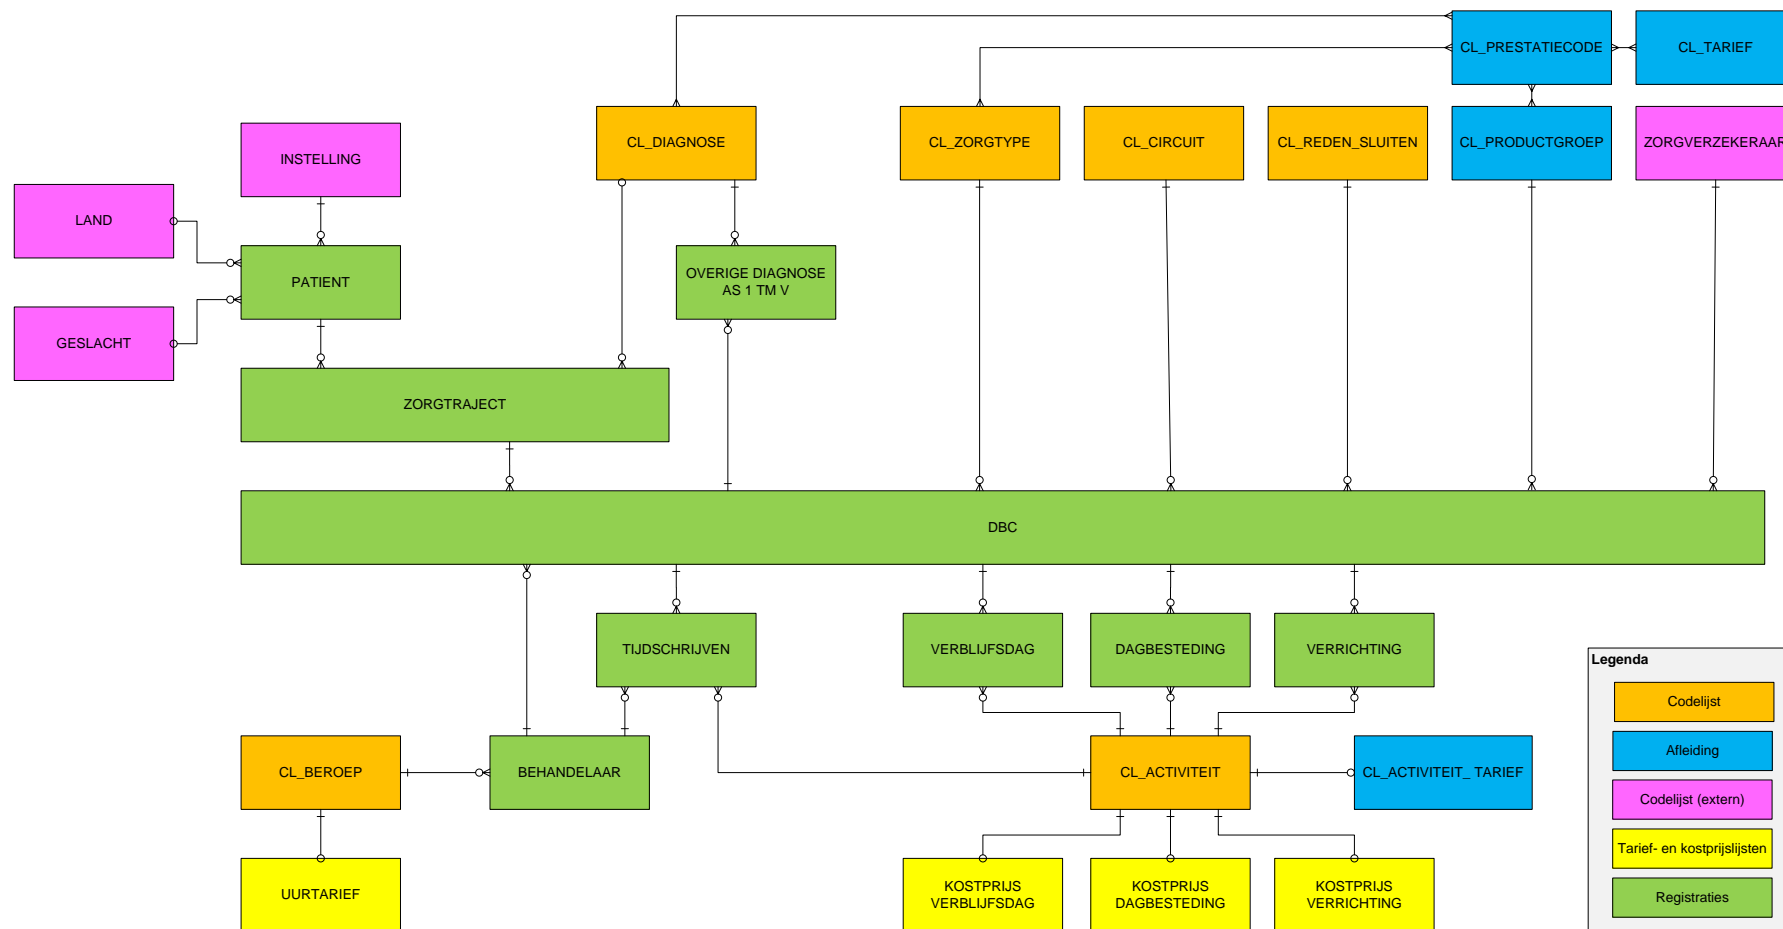 CL_PRESTATIECODE
CL_TARIEF
CL_DIAGNOSE
CL_ZORGTYPE
CL_CIRCUIT
CL_REDEN_SLUITEN
CL_PRODUCTGROEP
ZORGVERZEKERAAR
INSTELLING
LAND
PATIENT
OVERIGE DIAGNOSE
AS 1 TM V
GESLACHT
ZORGTRAJECT
DBC
TIJDSCHRIJVEN
VERBLIJFSDAG
DAGBESTEDING
VERRICHTING
CL_BEROEP
BEHANDELAAR
CL_ACTIVITEIT
CL_ACTIVITEIT_ TARIEF
UURTARIEF
KOSTPRIJS
VERBLIJFSDAG
KOSTPRIJS
DAGBESTEDING
KOSTPRIJS
VERRICHTING
Legenda
Codelijst
Afleiding
Codelijst (extern)
Tarief- en kostprijslijsten
Registraties